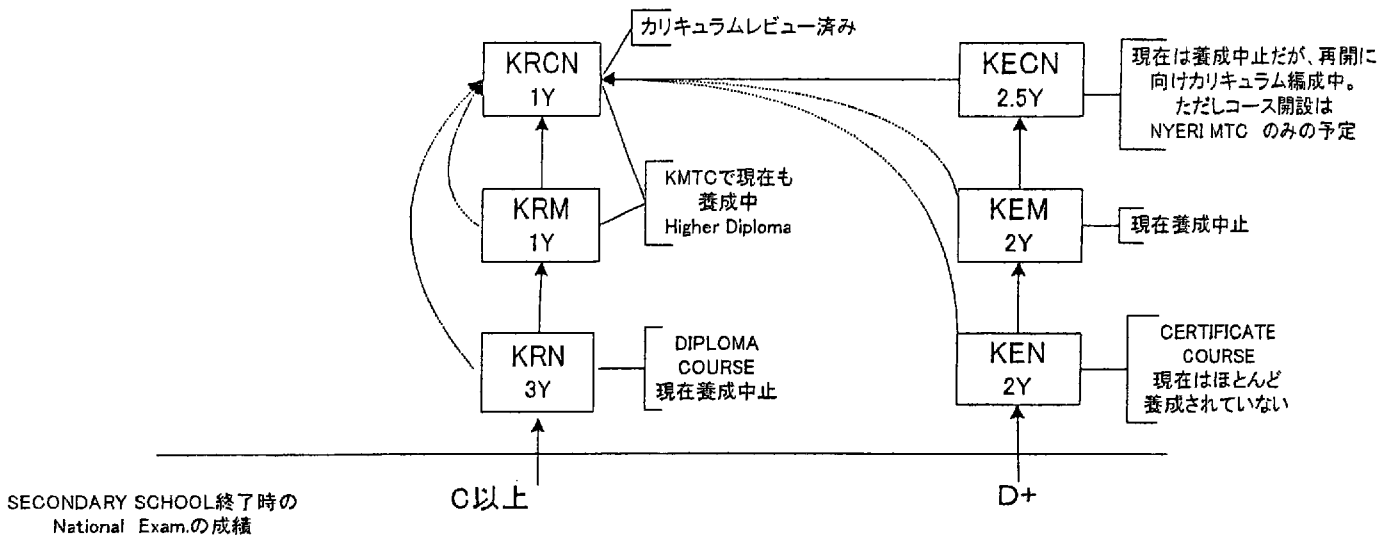 カリキュラムレビュー済み
KRCN
1Y
KECN
2.5Y
現在は養成中止だが、再開に
向けカリキュラム編成中。
ただしコース開設は
NYERI MTC のみの予定
KRM
1Y
KMTCで現在も
養成中
Higher Diploma
KEM
2Y
現在養成中止
KRN
3Y
DIPLOMA
COURSE
現在養成中止
KEN
2Y
CERTIFICATE
COURSE
現在はほとんど
養成されていない
SECONDARY SCHOOL終了時の
National Exam.の成績
C以上
D+